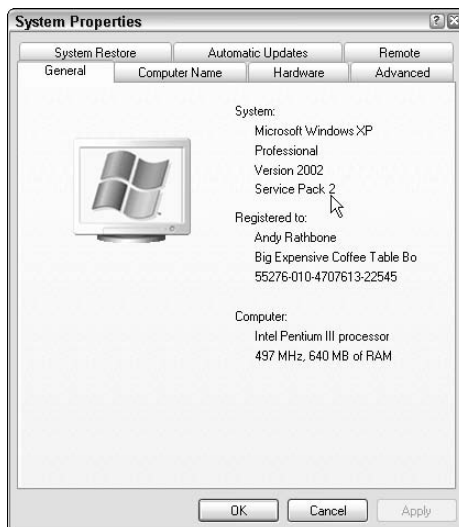 System Properties
System Restore Automatic Updates Remote
General Computer Name Hardware Advanced
System:
Microsoft Windows XP
Professional
Version 2002
Service Pack 2
Registered to:
Andy Rathbone
Big Expensive Coffee Table Bo
55276-010-4707613-22545
Computer:
Intel Pentium III processor
497 MHz, 640 MB of RAM
OK Cancel Apply